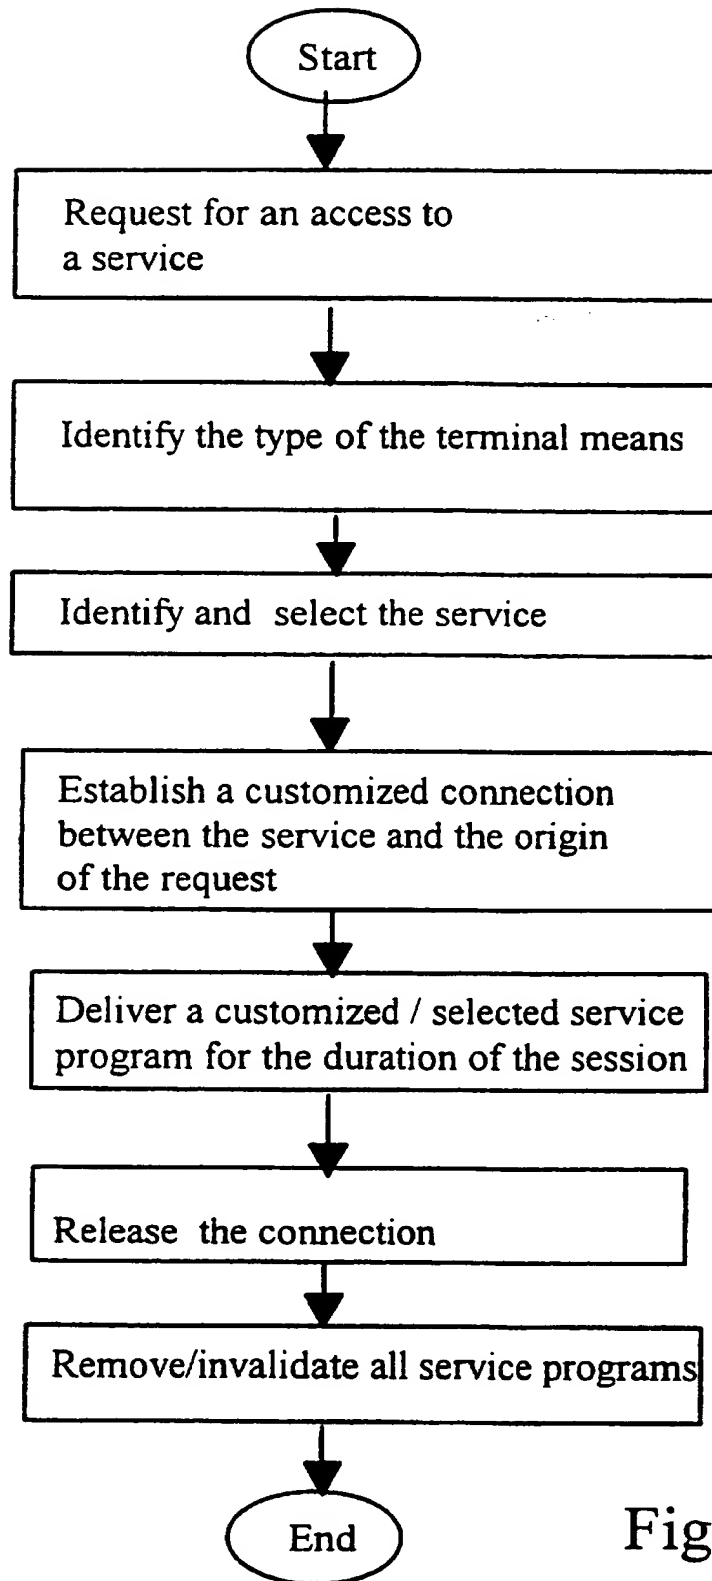 Start
Request for an access to
a service
Identify the type of the terminal means
Identify and select the service
Establish a customized connection
between the service and the origin
of the request
Deliver a customized / selected service
program for the duration of the session
Release the connection
Remove/invalidate all service programs
End
Fig